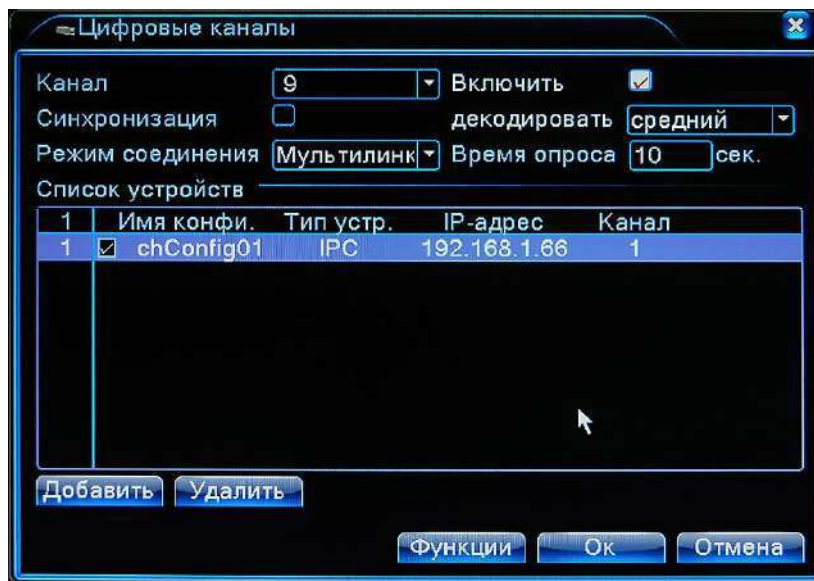 Цифровые каналы
Канал 9 Включить
Синхронизация декодировать средний
Режим соединения Мультилинк Время опроса 10 сек.
Список устройств
1 Имя конфи. Тип устр. IP-адрес Канал
1 chConfig01 IPC 192.168.1.66 1
Добавить Удалить
Функции Ок Отмена